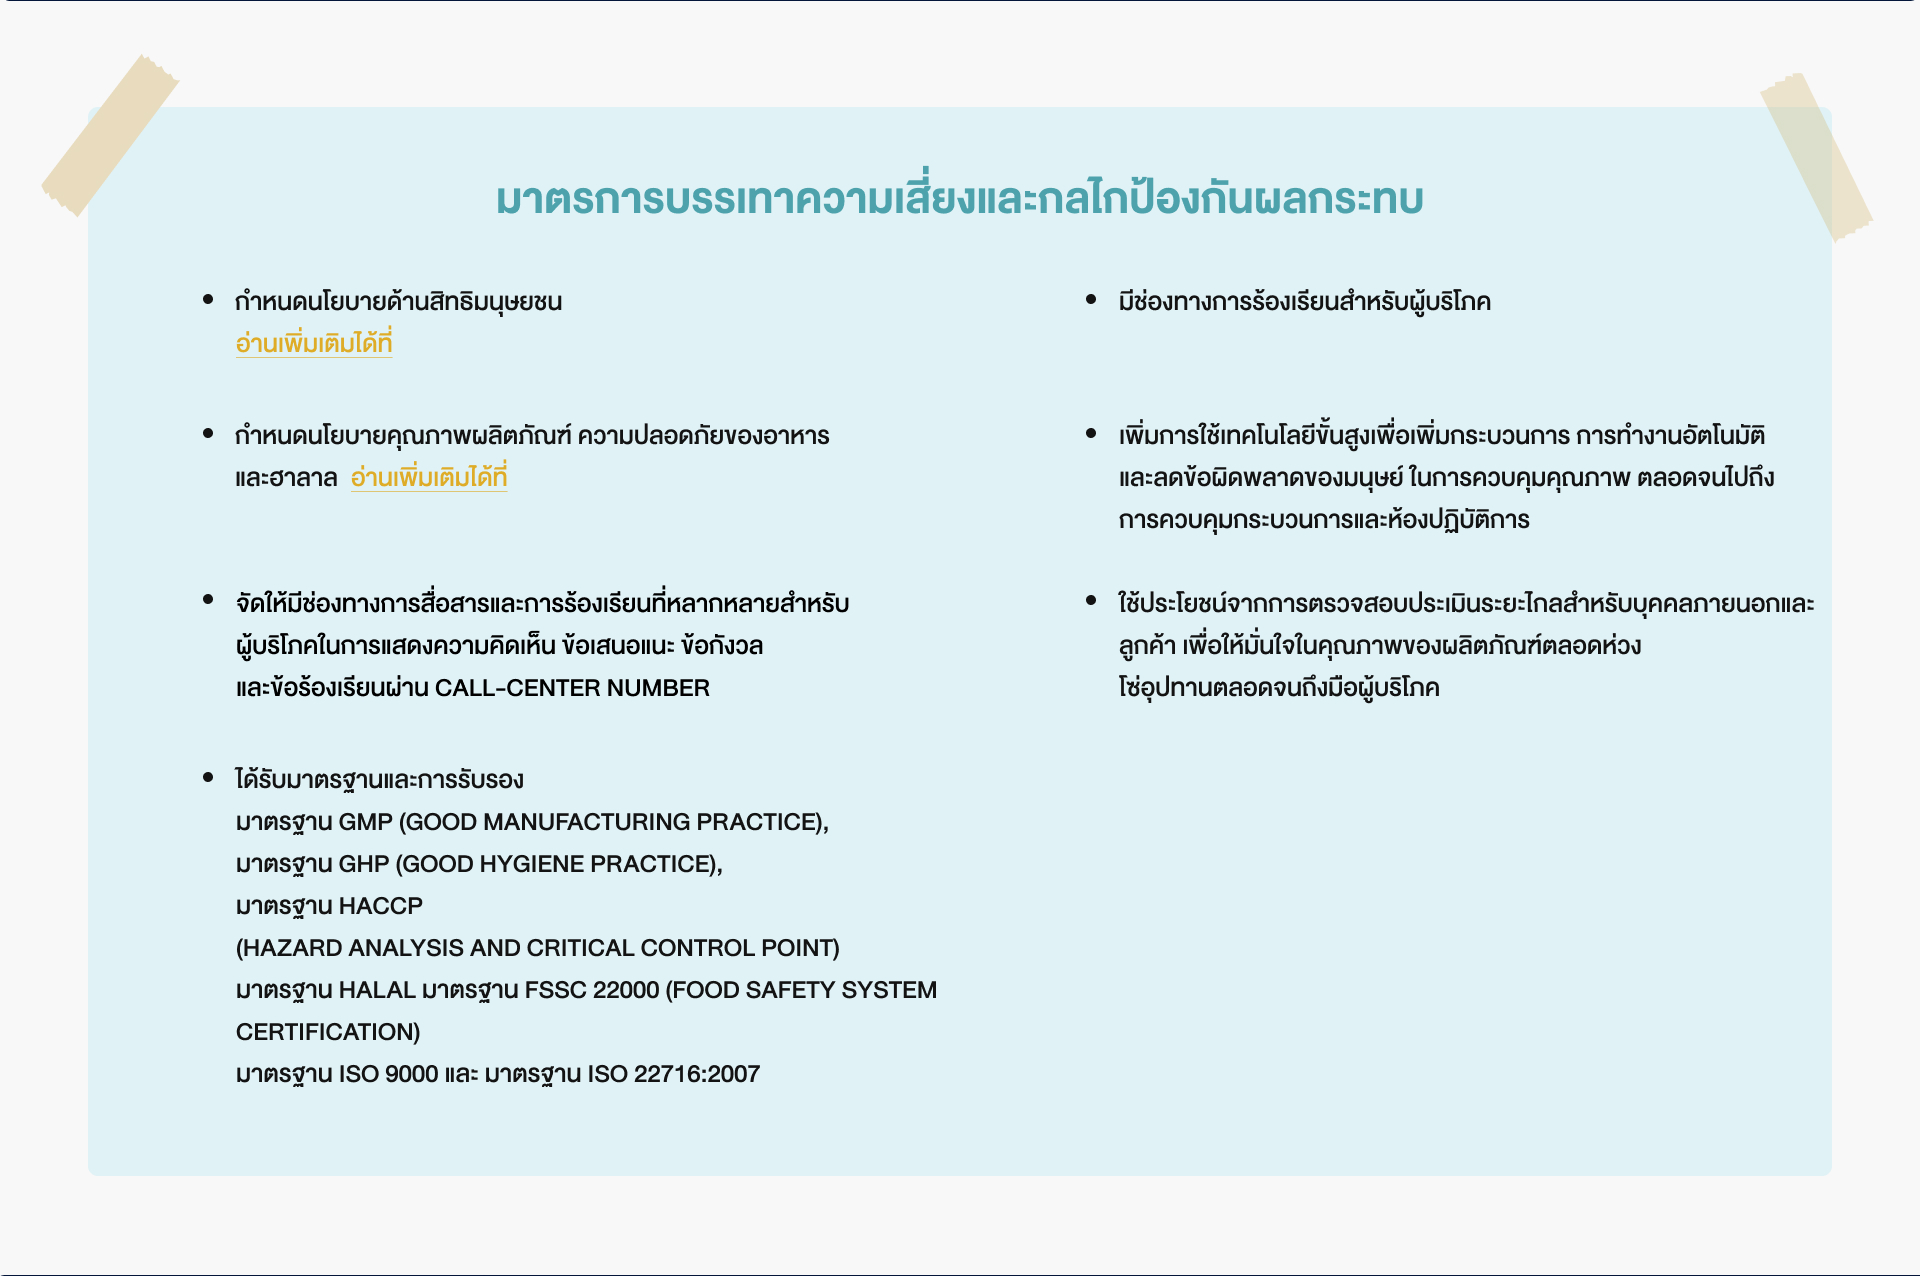 มาตรการบรรเทาความเสี่ยงและกลไกป้องกันผลกระทบ
กำหนดนโยบายด้านสิทธิมนุษยชน
อ่านเพิ่มเติมได้ที่
กำหนดนโยบายคุณภาพผลิตภัณฑ์ ความปลอดภัยของอาหาร
และฮาลาล อ่านเพิ่มเติมได้ที่
จัดให้มีช่องทางการสื่อสารและการร้องเรียนที่หลากหลายสำหรับ
ผู้บริโภคในการแสดงความคิดเห็น ข้อเสนอแนะ ข้อกังวล
และข้อร้องเรียนผ่าน CALL-CENTER NUMBER
ได้รับมาตรฐานและการรับรอง
มาตรฐาน GMP (GOOD MANUFACTURING PRACTICE),
มาตรฐาน GHP (GOOD HYGIENE PRACTICE),
มาตรฐาน HACCP
(HAZARD ANALYSIS AND CRITICAL CONTROL POINT)
มาตรฐาน HALAL มาตรฐาน FSSC 22000 (FOOD SAFETY SYSTEM
CERTIFICATION)
มาตรฐาน ISO 9000 และ มาตรฐาน ISO 22716:2007
มีช่องทางการร้องเรียนสำหรับผู้บริโภค
เพิ่มการใช้เทคโนโลยีขั้นสูงเพื่อเพิ่มกระบวนการ การทำงานอัตโนมัติ
และลดข้อผิดพลาดของมนุษย์ ในการควบคุมคุณภาพ ตลอดจนไปถึง
การควบคุมกระบวนการและห้องปฏิบัติการ
ใช้ประโยชน์จากการตรวจสอบประเมินระยะไกลสำหรับบุคคลภายนอกและ
ลูกค้า เพื่อให้มั่นใจในคุณภาพของผลิตภัณฑ์ตลอดห่วง
โซ่อุปทานตลอดจนถึงมือผู้บริโภค